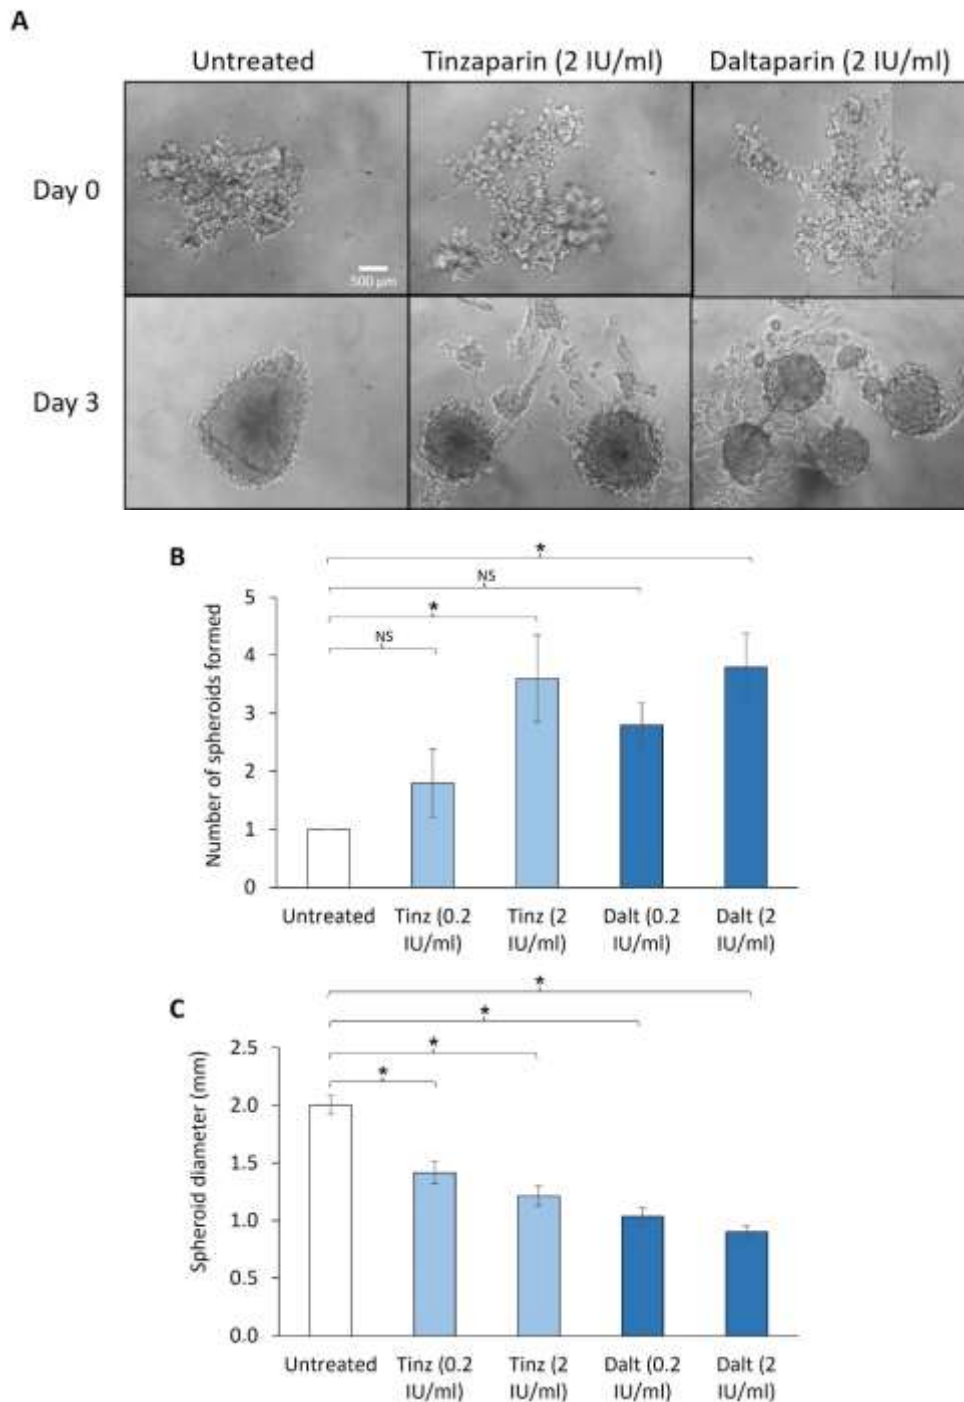 A
Untreated
Tinzaparin (2 IU/ml)
Daltaparin (2 IU/ml)
Day 0
500 µm
Day 3
B
*
NS
*
NS
5
4
3
2
1
0
Number of spheroids formed
Untreated
Tinz (0.2
IU/ml)
Tinz (2
IU/ml)
Dalt (0.2
IU/ml)
Dalt (2
IU/ml)
C
*
*
*
*
2.5
2.0
1.5
1.0
0.5
0.0
Spheroid diameter (mm)
Untreated
Tinz (0.2
IU/ml)
Tinz (2
IU/ml)
Dalt (0.2
IU/ml)
Dalt (2
IU/ml)